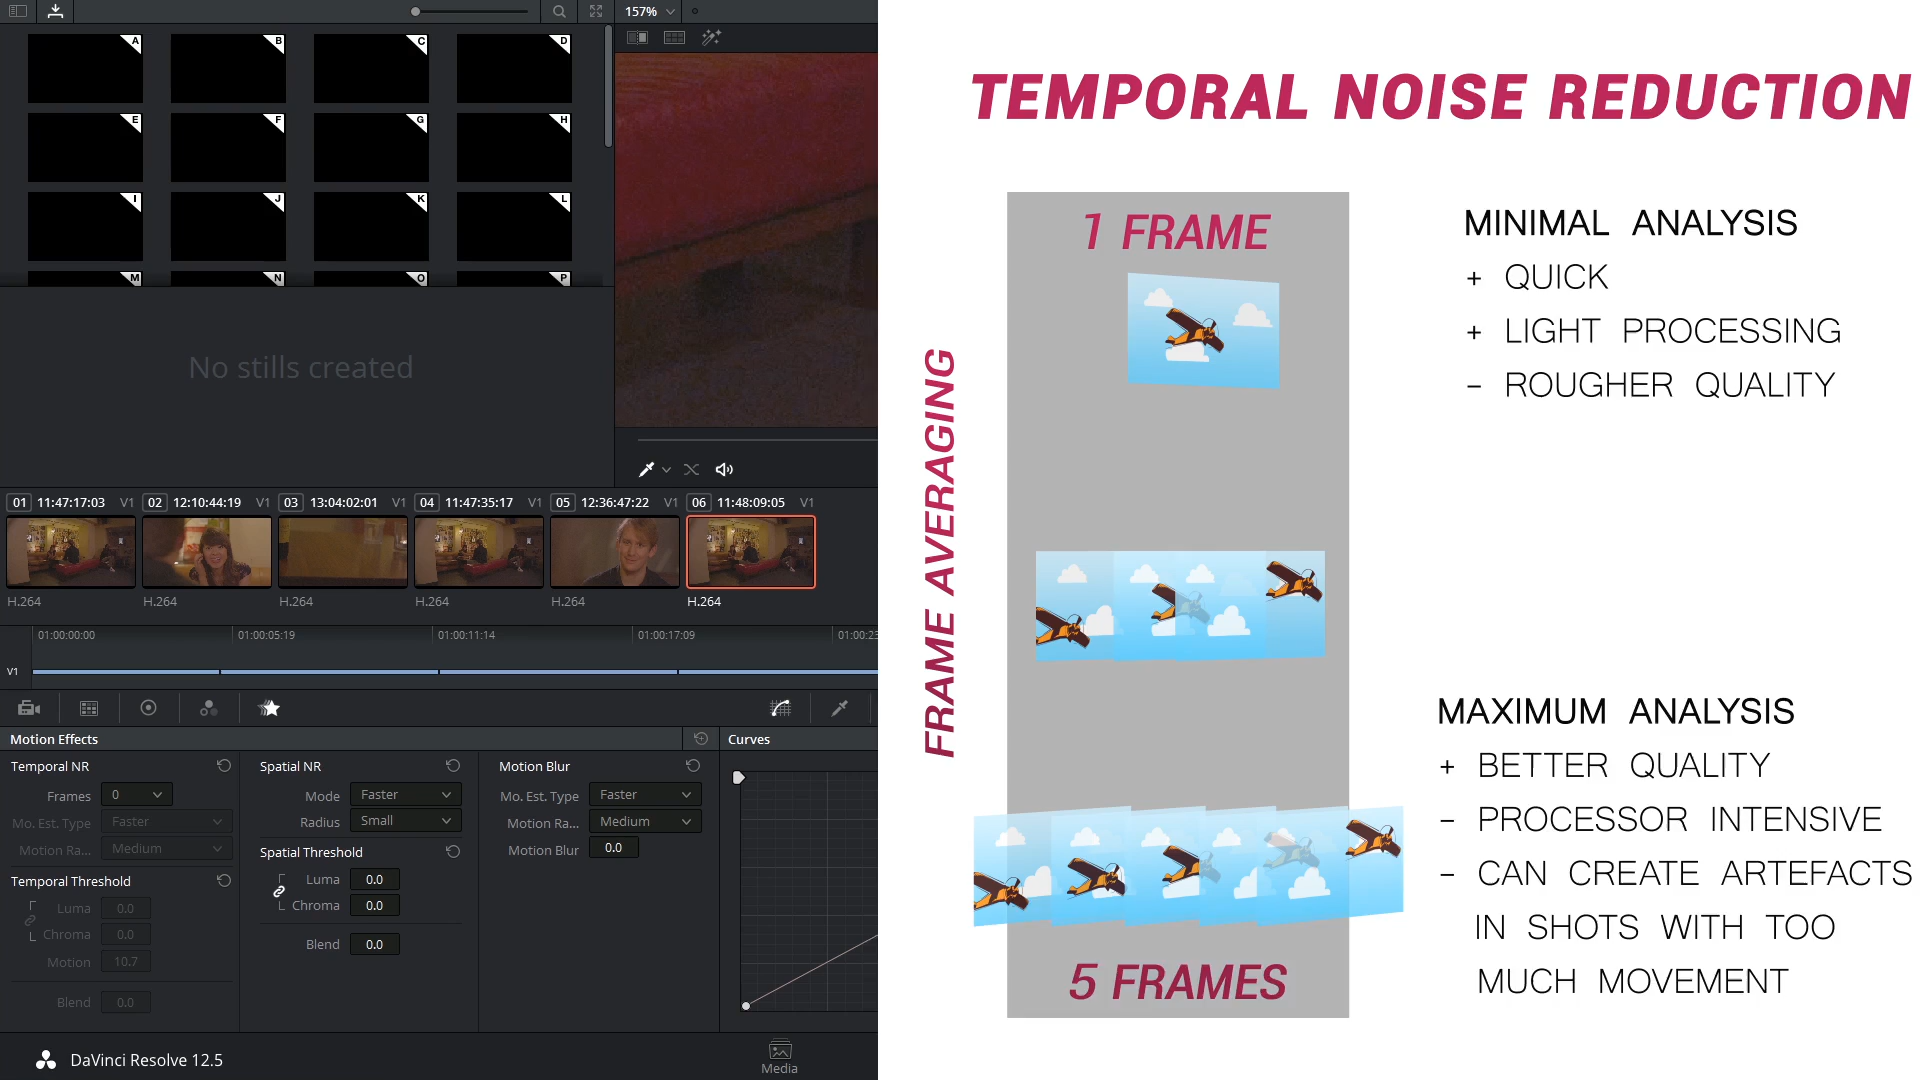 157%
A
B
C
D
E
F
G
H
I
J
K
L
M
N
O
P
No stills created
01 11:47:17:03 V1
02 12:10:44:19 V1
03 13:04:02:01 V1
04 11:47:35:17 V1
05 12:36:47:22 V1
06 11:48:09:05 V1
H.264
H.264
H.264
H.264
H.264
H.264
01:00:00:00
01:00:05:19
01:00:11:14
01:00:17:09
01:00:23
V1
Motion Effects
Temporal NR
Frames 0
Mo. Est. Type Faster
Motion Ra... Medium
Temporal Threshold
Luma 0.0
Chroma 0.0
Motion 10.7
Blend 0.0
Spatial NR
Mode Faster
Radius Small
Spatial Threshold
Luma 0.0
Chroma 0.0
Blend 0.0
Motion Blur
Mo. Est. Type Faster
Motion Ra... Medium
Motion Blur 0.0
Curves
DaVinci Resolve 12.5
Media
TEMPORAL NOISE REDUCTION
FRAME AVERAGING
1 FRAME
5 FRAMES
MINIMAL ANALYSIS
+ QUICK
+ LIGHT PROCESSING
- ROUGHER QUALITY
MAXIMUM ANALYSIS
+ BETTER QUALITY
- PROCESSOR INTENSIVE
- CAN CREATE ARTEFACTS
IN SHOTS WITH TOO
MUCH MOVEMENT